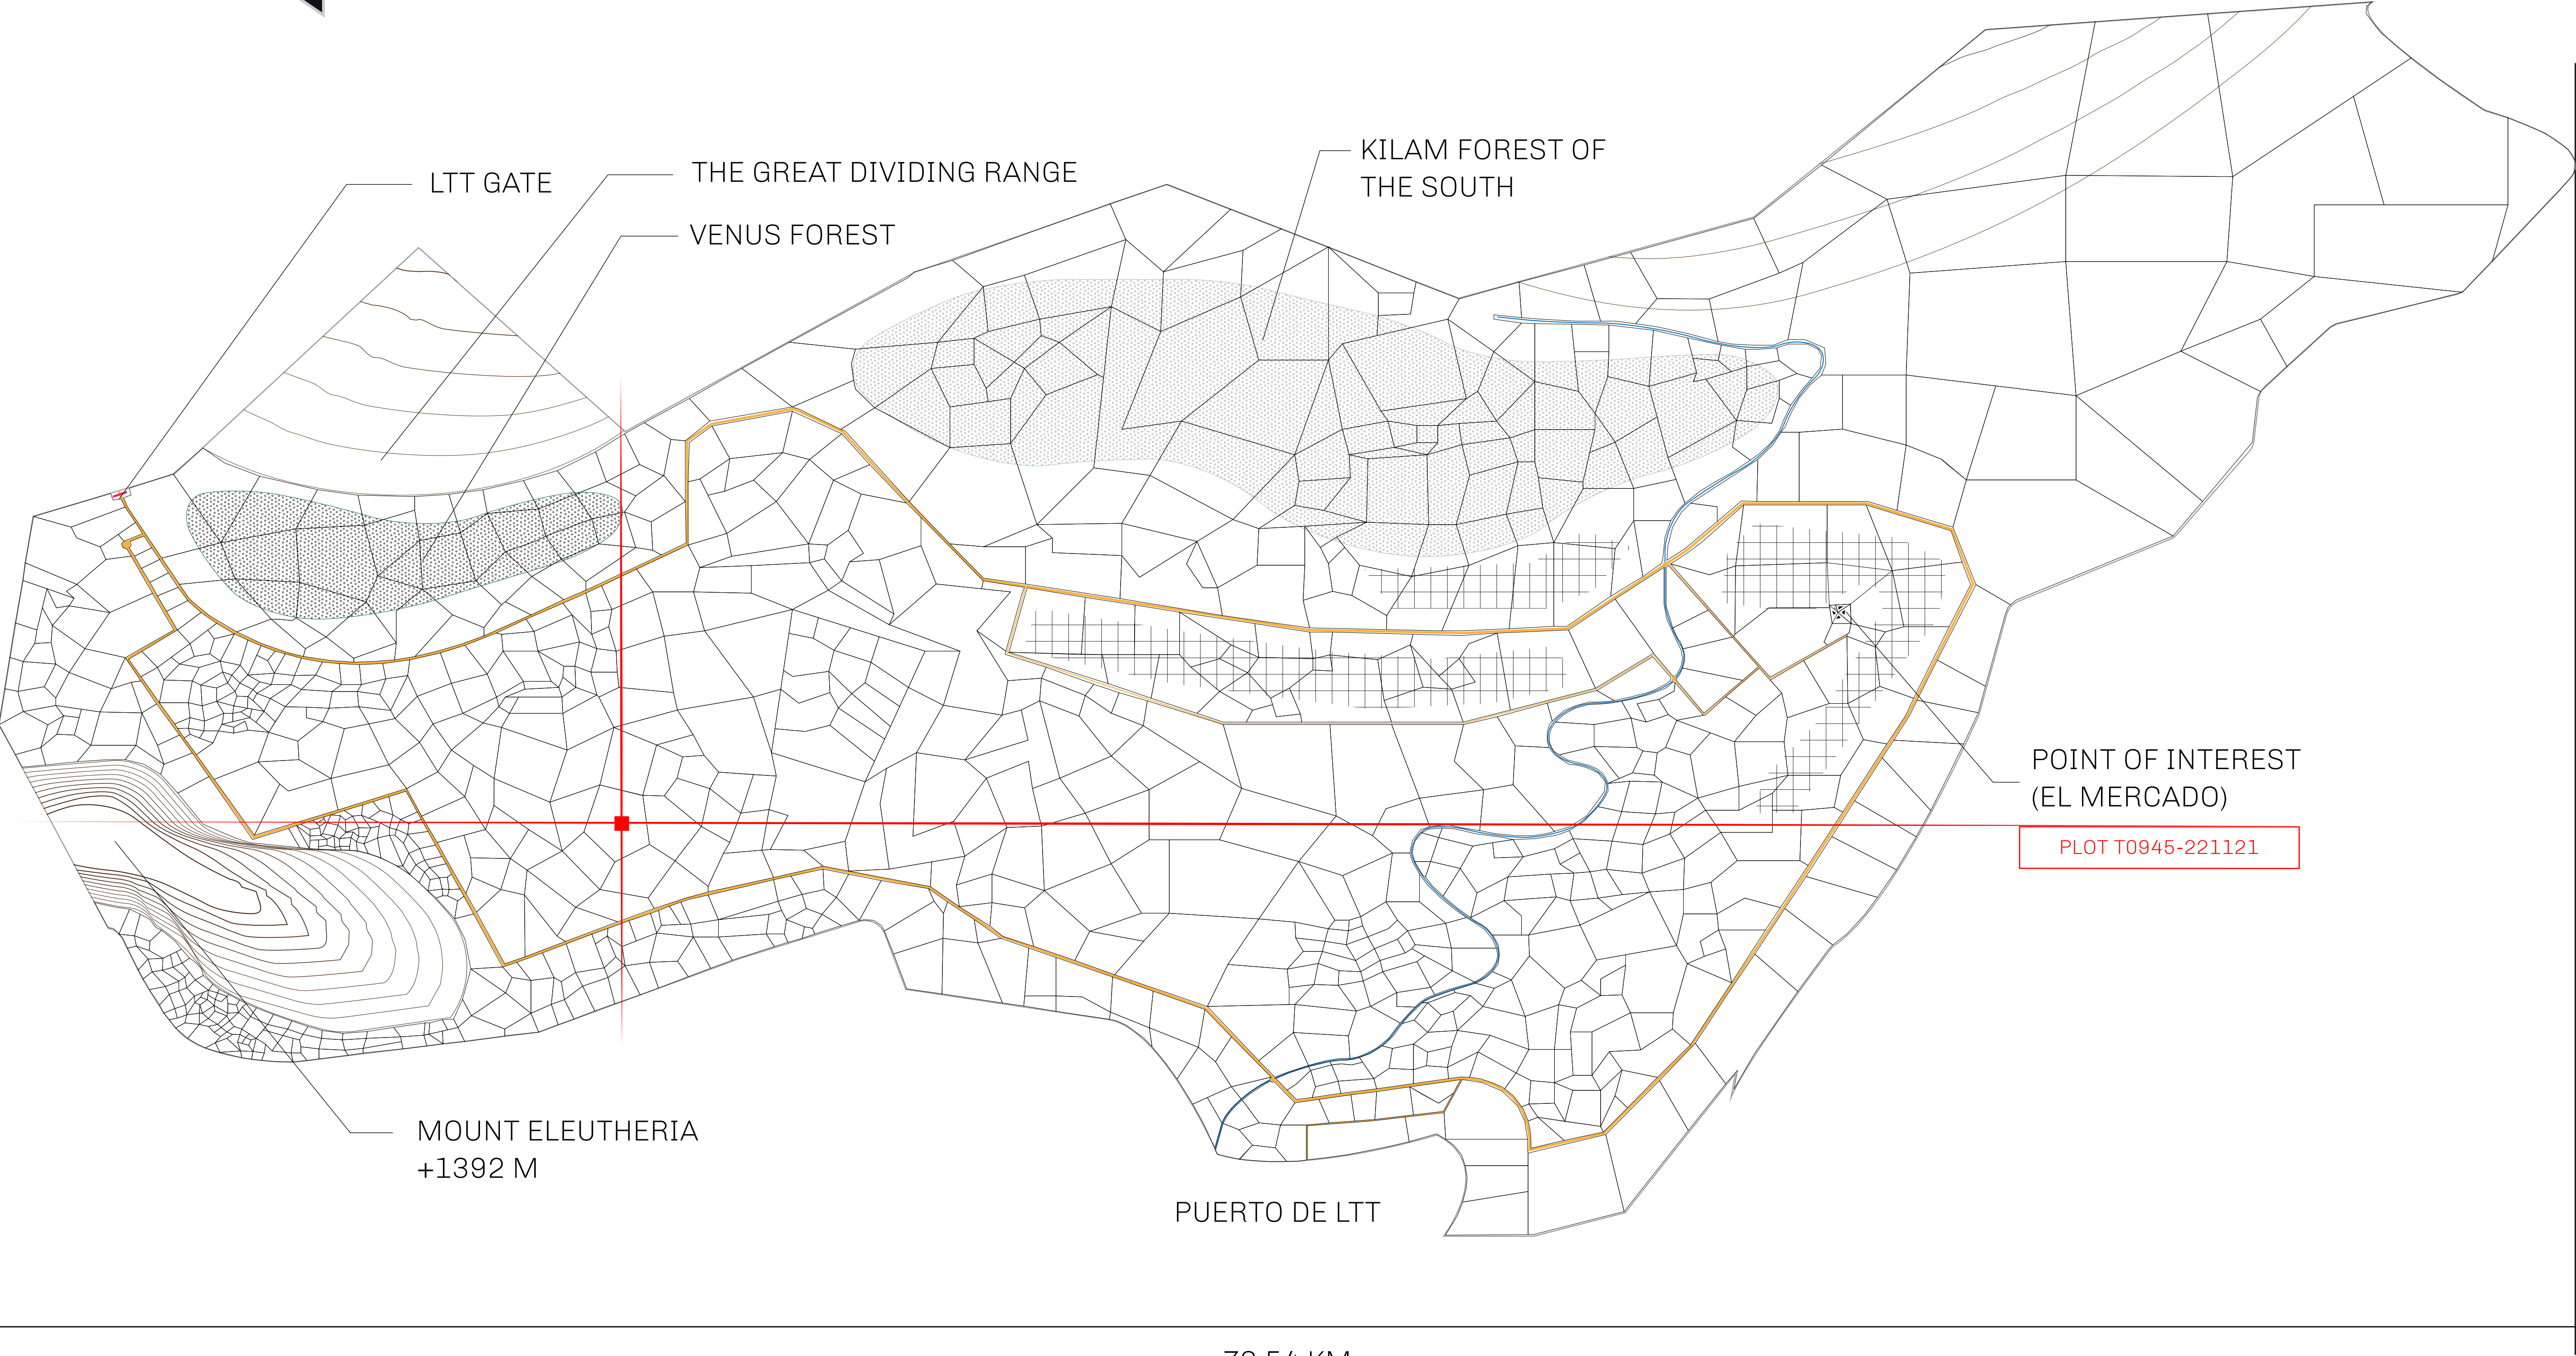 KILAM FOREST OF
THE SOUTH
THE GREAT DIVIDING RANGE
LTT GATE
VENUS FOREST
POINT OF INTEREST
(EL MERCADO)
PLOT T0945-221121
MOUNT ELEUTHERIA
+1392 M
PUERTO DE LTT